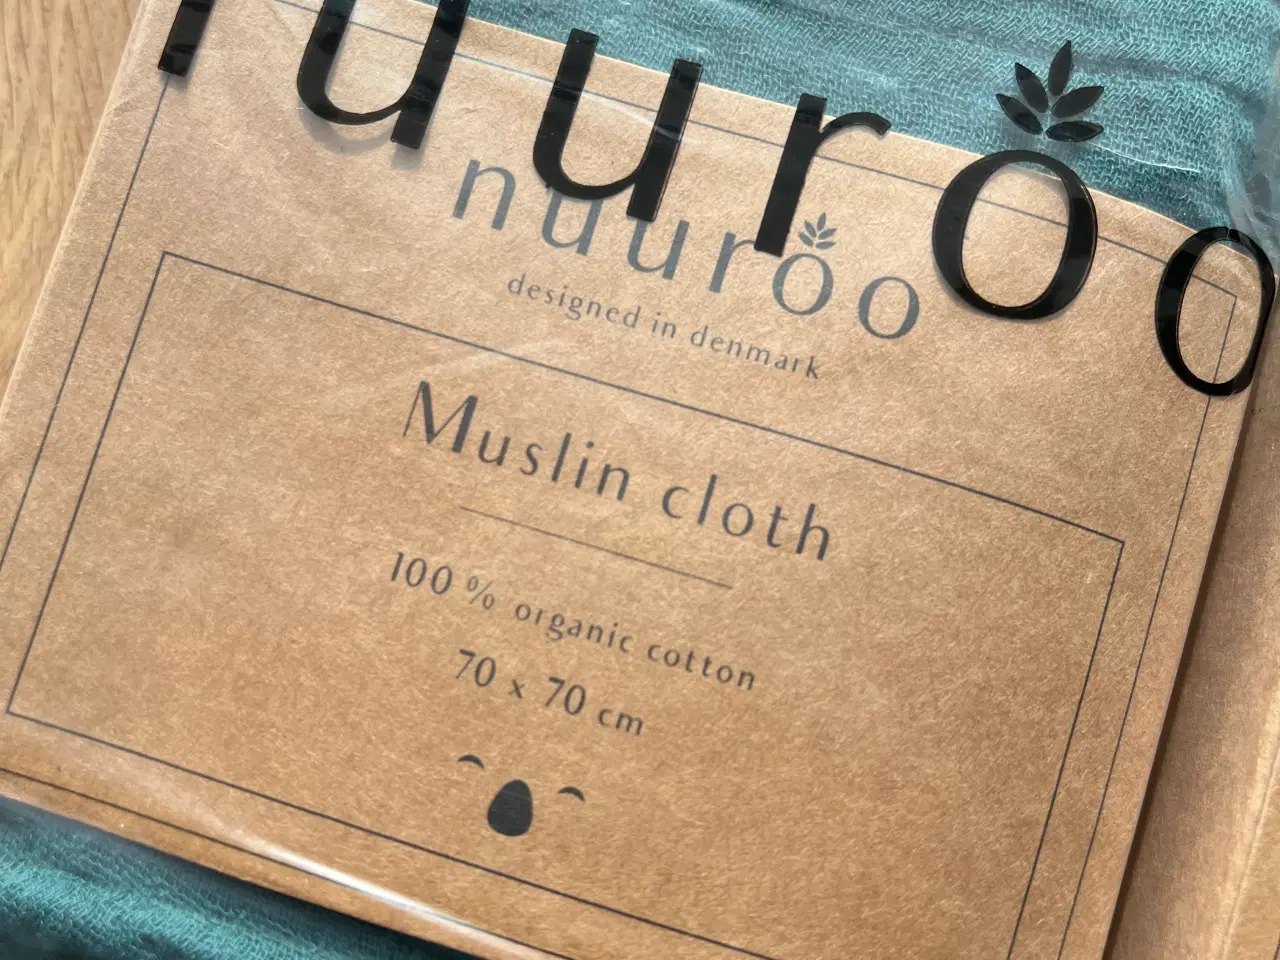 nuuroo
nuuroo
designed in denmark
Muslin cloth
100 % organic cotton
70 x 70 cm